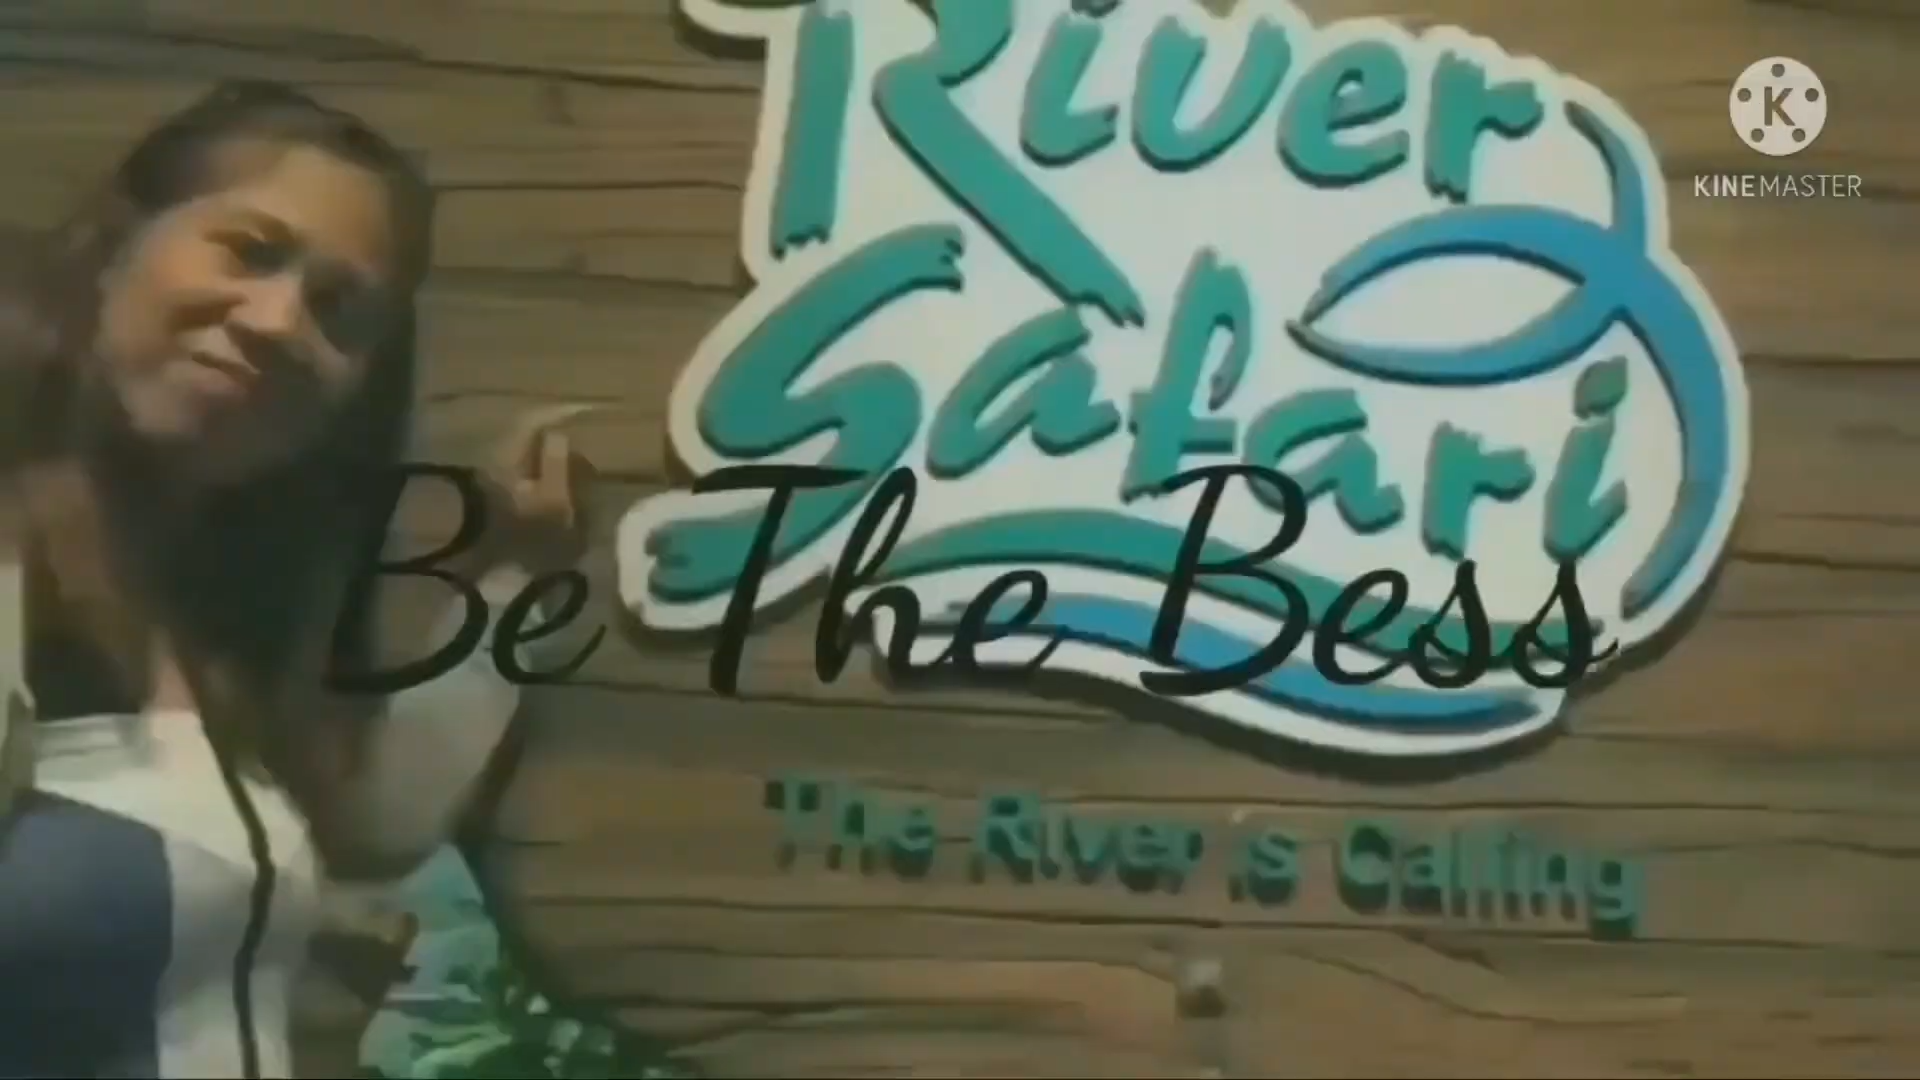 River
Safari
KINEMASTER
Be The Bess
The River is Calling